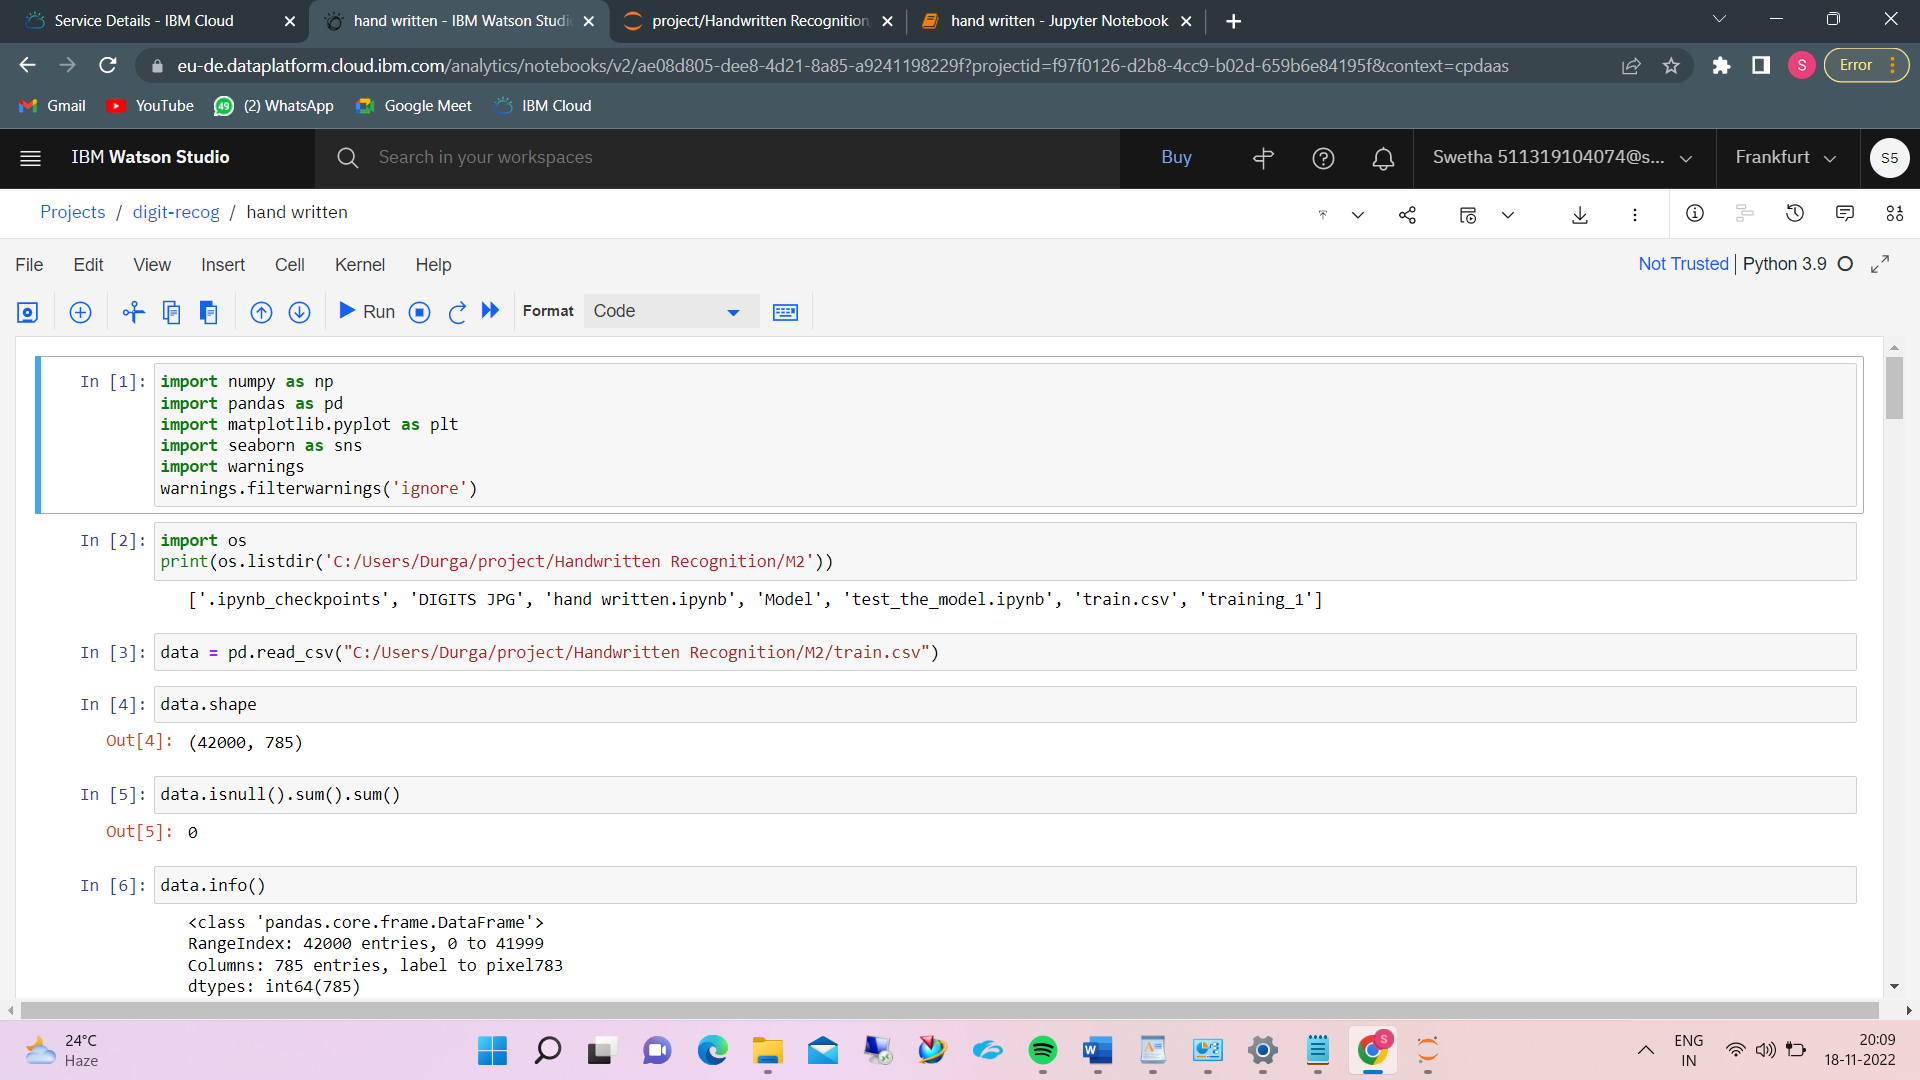 Service Details - IBM Cloud
hand written - IBM Watson Studi
project/Handwritten Recognition
hand written - Jupyter Notebook
eu-de.dataplatform.cloud.ibm.com/analytics/notebooks/v2/ae08d805-dee8-4d21-8a85-a9241198229f?projectid=f97f0126-d2b8-4cc9-b02d-659b6e84195f&context=cpdaas
S
Error
Gmail
YouTube
49
(2) WhatsApp
Google Meet
IBM Cloud
IBM Watson Studio
Search in your workspaces
Buy
Swetha 511319104074@s...
Frankfurt
S5
Projects / digit-recog / hand written
File Edit View Insert Cell Kernel Help
Not Trusted
Python 3.9
Run
Format
Code
In [1]:
import numpy as np
import pandas as pd
import matplotlib.pyplot as plt
import seaborn as sns
import warnings
warnings.filterwarnings('ignore')
In [2]:
import os
print(os.listdir('C:/Users/Durga/project/Handwritten Recognition/M2'))
['.ipynb_checkpoints', 'DIGITS JPG', 'hand written.ipynb', 'Model', 'test_the_model.ipynb', 'train.csv', 'training_1']
In [3]: data = pd.read_csv("C:/Users/Durga/project/Handwritten Recognition/M2/train.csv")
In [4]: data.shape
Out[4]: (42000, 785)
In [5]: data.isnull().sum().sum()
Out[5]: 0
In [6]: data.info()
<class 'pandas.core.frame.DataFrame'>
RangeIndex: 42000 entries, 0 to 41999
Columns: 785 entries, label to pixel783
dtypes: int64(785)
24°C
Haze
W
S
ENG
IN
20:09
18-11-2022